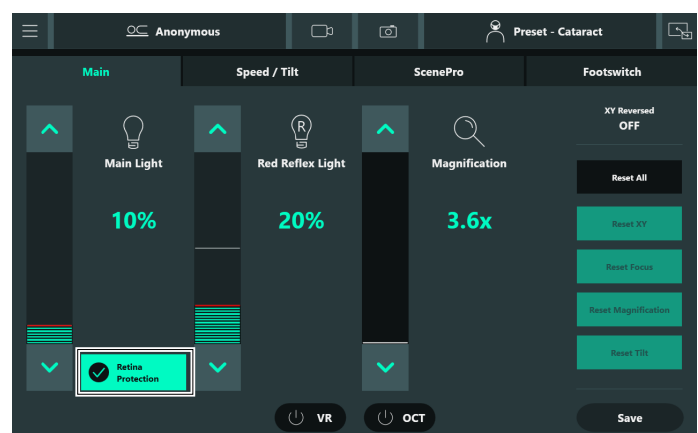 Anonymous
Preset - Cataract
Main
Speed / Tilt
ScenePro
Footswitch
Main Light
10%
R
Red Reflex Light
20%
Magnification
3.6x
XY Reversed
OFF
Reset All
Reset XY
Reset Focus
Reset Magnification
Reset Tilt
Retina
Protection
VR
OCT
Save